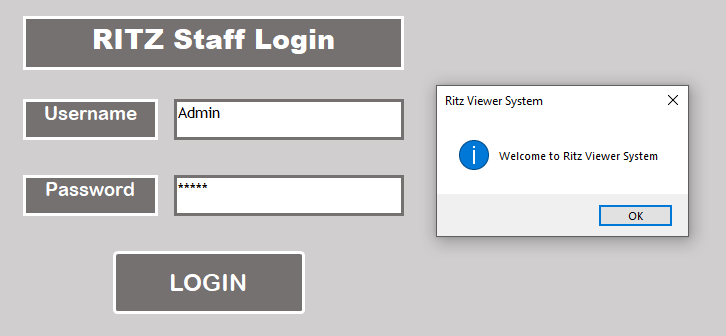 RITZ Staff Login
Username
Admin
Password
*****
LOGIN
Ritz Viewer System
Welcome to Ritz Viewer System
OK